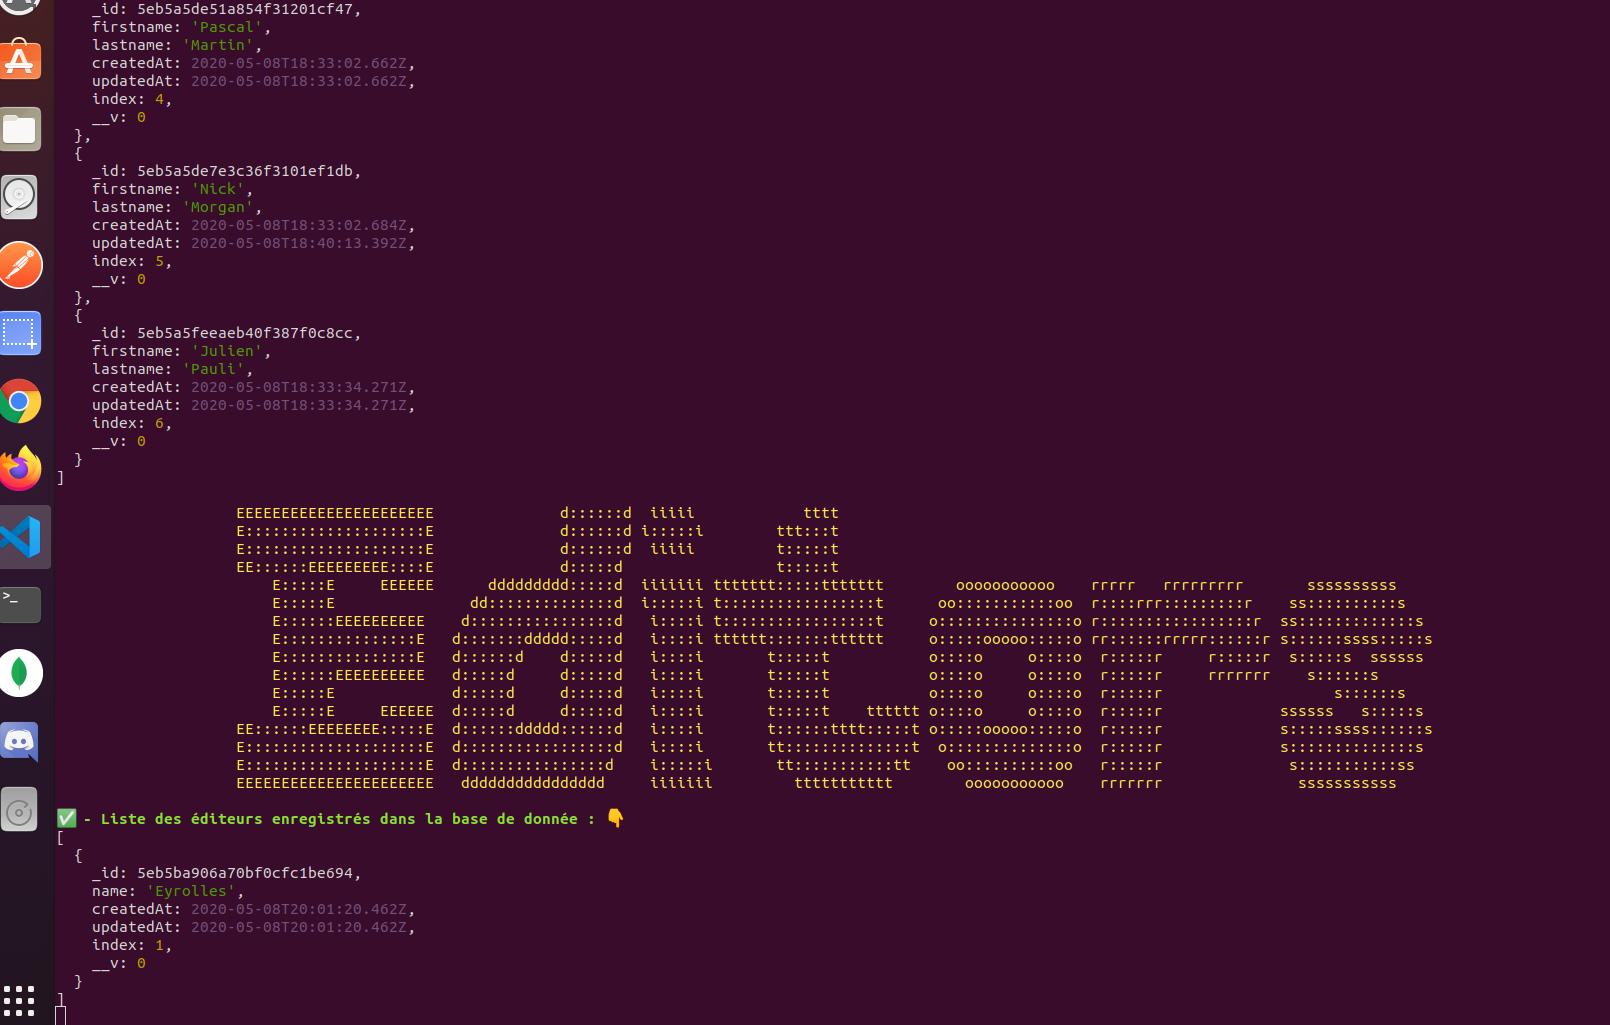 _id: 5eb5a5de51a854f31201cf47,
firstname: 'Pascal',
lastname: 'Martin',
createdAt: 2020-05-08T18:33:02.662Z,
updatedAt: 2020-05-08T18:33:02.662Z,
index: 4,
__v: 0
},
{
_id: 5eb5a5de7e3c36f3101ef1db,
firstname: 'Nick',
lastname: 'Morgan',
createdAt: 2020-05-08T18:33:02.684Z,
updatedAt: 2020-05-08T18:40:13.392Z,
index: 5,
__v: 0
},
{
_id: 5eb5a5feeaeb40f387f0c8cc,
firstname: 'Julien',
lastname: 'Pauli',
createdAt: 2020-05-08T18:33:34.271Z,
updatedAt: 2020-05-08T18:33:34.271Z,
index: 6,
__v: 0
}
]
Editors
✅ - Liste des éditeurs enregistrés dans la base de donnée : 👇
[
{
_id: 5eb5ba906a70bf0cfc1be694,
name: 'Eyrolles',
createdAt: 2020-05-08T20:01:20.462Z,
updatedAt: 2020-05-08T20:01:20.462Z,
index: 1,
__v: 0
}
]